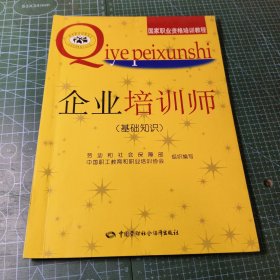 国家职业资格培训教程
Qiye peixunshi
企业培训师
(基础知识)
劳动和社会保障部
中国职工教育和职业培训协会
组织编写
中国劳动社会保障出版社